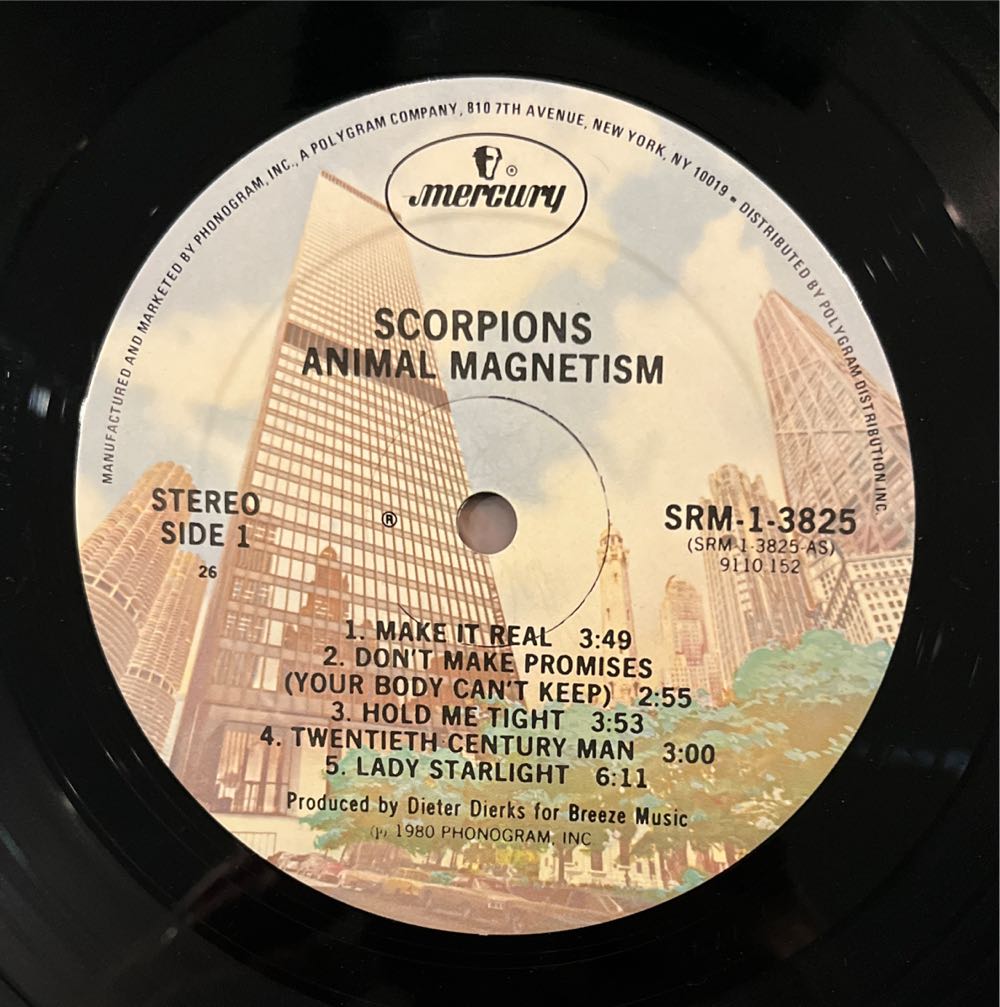 MANUFACTURED AND MARKETED BY PHONOGRAM, INC., A POLYGRAM COMPANY, 810 7TH AVENUE, NEW YORK, NY 10019 • DISTRIBUTED BY POLYGRAM DISTRIBUTION INC.
® mercury
SCORPIONS
ANIMAL MAGNETISM
STEREO
SIDE 1
26
®
SRM-1-3825
(SRM-1-3825-AS)
9110 152
1. MAKE IT REAL 3:49
2. DON'T MAKE PROMISES
(YOUR BODY CAN'T KEEP) 2:55
3. HOLD ME TIGHT 3:53
4. TWENTIETH CENTURY MAN 3:00
5. LADY STARLIGHT 6:11
Produced by Dieter Dierks for Breeze Music
℗ 1980 PHONOGRAM, INC